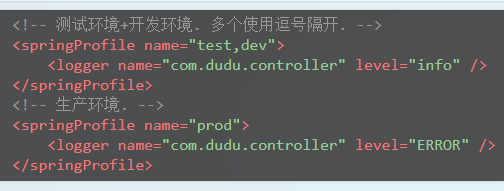 <!-- 测试环境+开发环境. 多个使用逗号隔开. -->
<springProfile name="test,dev">
    <logger name="com.dudu.controller" level="info" />
</springProfile>
<!-- 生产环境. -->
<springProfile name="prod">
    <logger name="com.dudu.controller" level="ERROR" />
</springProfile>